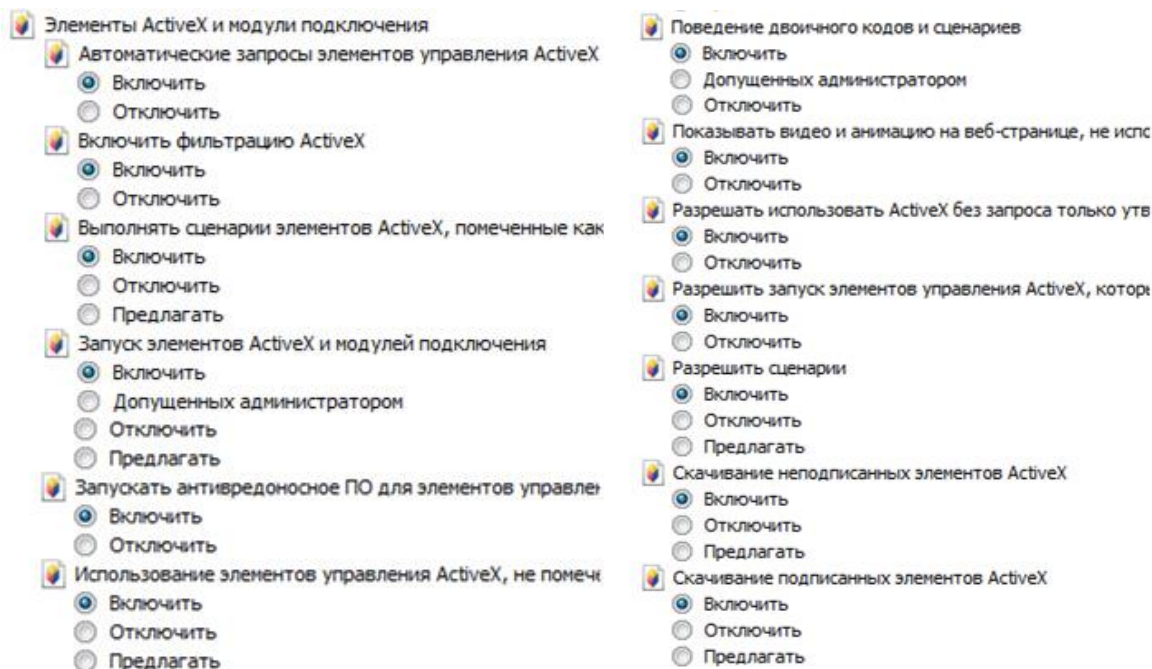 Элементы ActiveX и модули подключения
Автоматические запросы элементов управления ActiveX
Включить
Отключить
Включить фильтрацию ActiveX
Включить
Отключить
Выполнять сценарии элементов ActiveX, помеченные как
Включить
Отключить
Предлагать
Запуск элементов ActiveX и модулей подключения
Включить
Допущенных администратором
Отключить
Предлагать
Запускать антивредоносное ПО для элементов управлен
Включить
Отключить
Использование элементов управления ActiveX, не помече
Включить
Отключить
Предлагать
Поведение двоичного кодов и сценариев
Включить
Допущенных администратором
Отключить
Показывать видео и анимацию на веб-странице, не испо
Включить
Отключить
Разрешать использовать ActiveX без запроса только утв
Включить
Отключить
Разрешить запуск элементов управления ActiveX, которы
Включить
Отключить
Разрешить сценарии
Включить
Отключить
Предлагать
Скачивание неподписанных элементов ActiveX
Включить
Отключить
Предлагать
Скачивание подписанных элементов ActiveX
Включить
Отключить
Предлагать